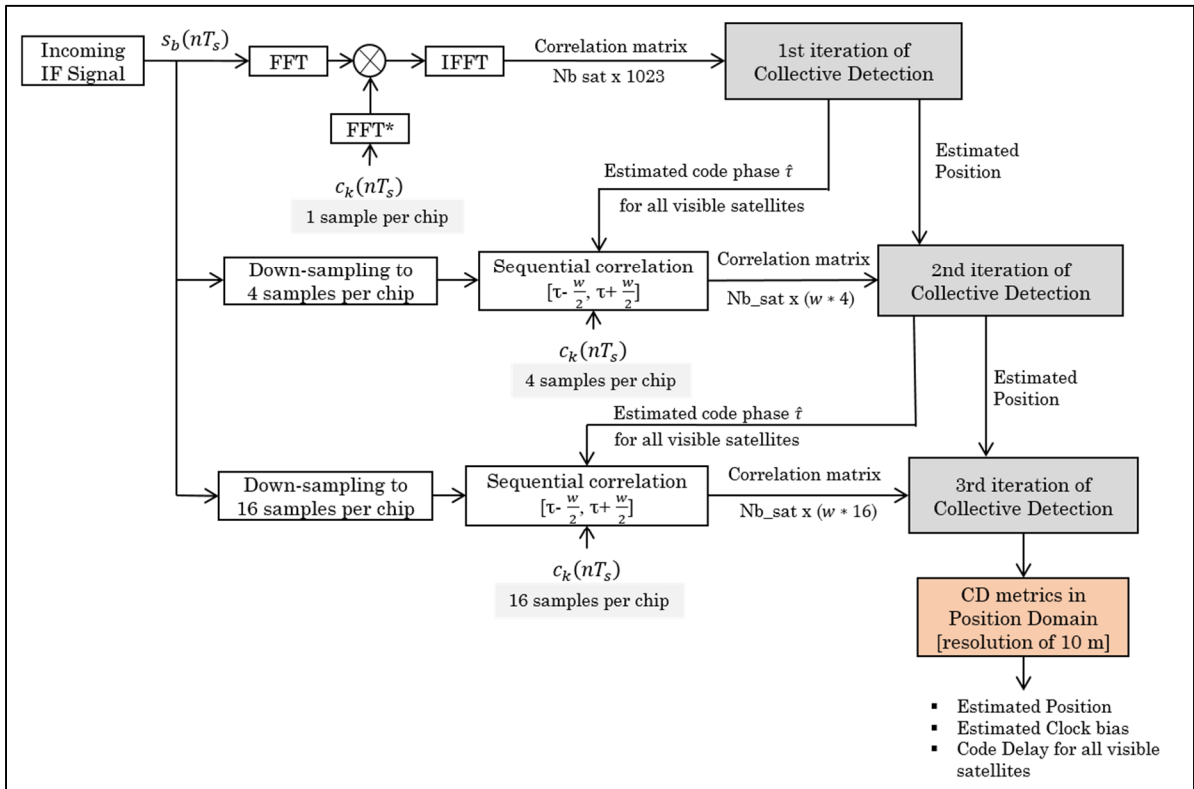 Incoming
IF Signal
s_b(nT_s)
FFT
IFFT
Correlation matrix
Nb sat x 1023
1st iteration of
Collective Detection
FFT*
c_k(nT_s)
1 sample per chip
Estimated code phase τ̂
for all visible satellites
Estimated
Position
Down-sampling to
4 samples per chip
Sequential correlation
[τ- w/2, τ+ w/2]
Correlation matrix
Nb_sat x (w * 4)
2nd iteration of
Collective Detection
c_k(nT_s)
4 samples per chip
Estimated code phase τ̂
for all visible satellites
Estimated
Position
Down-sampling to
16 samples per chip
Sequential correlation
[τ- w/2, τ+ w/2]
Correlation matrix
Nb_sat x (w * 16)
3rd iteration of
Collective Detection
c_k(nT_s)
16 samples per chip
CD metrics in
Position Domain
[resolution of 10 m]
▪ Estimated Position
▪ Estimated Clock bias
▪ Code Delay for all visible
satellites